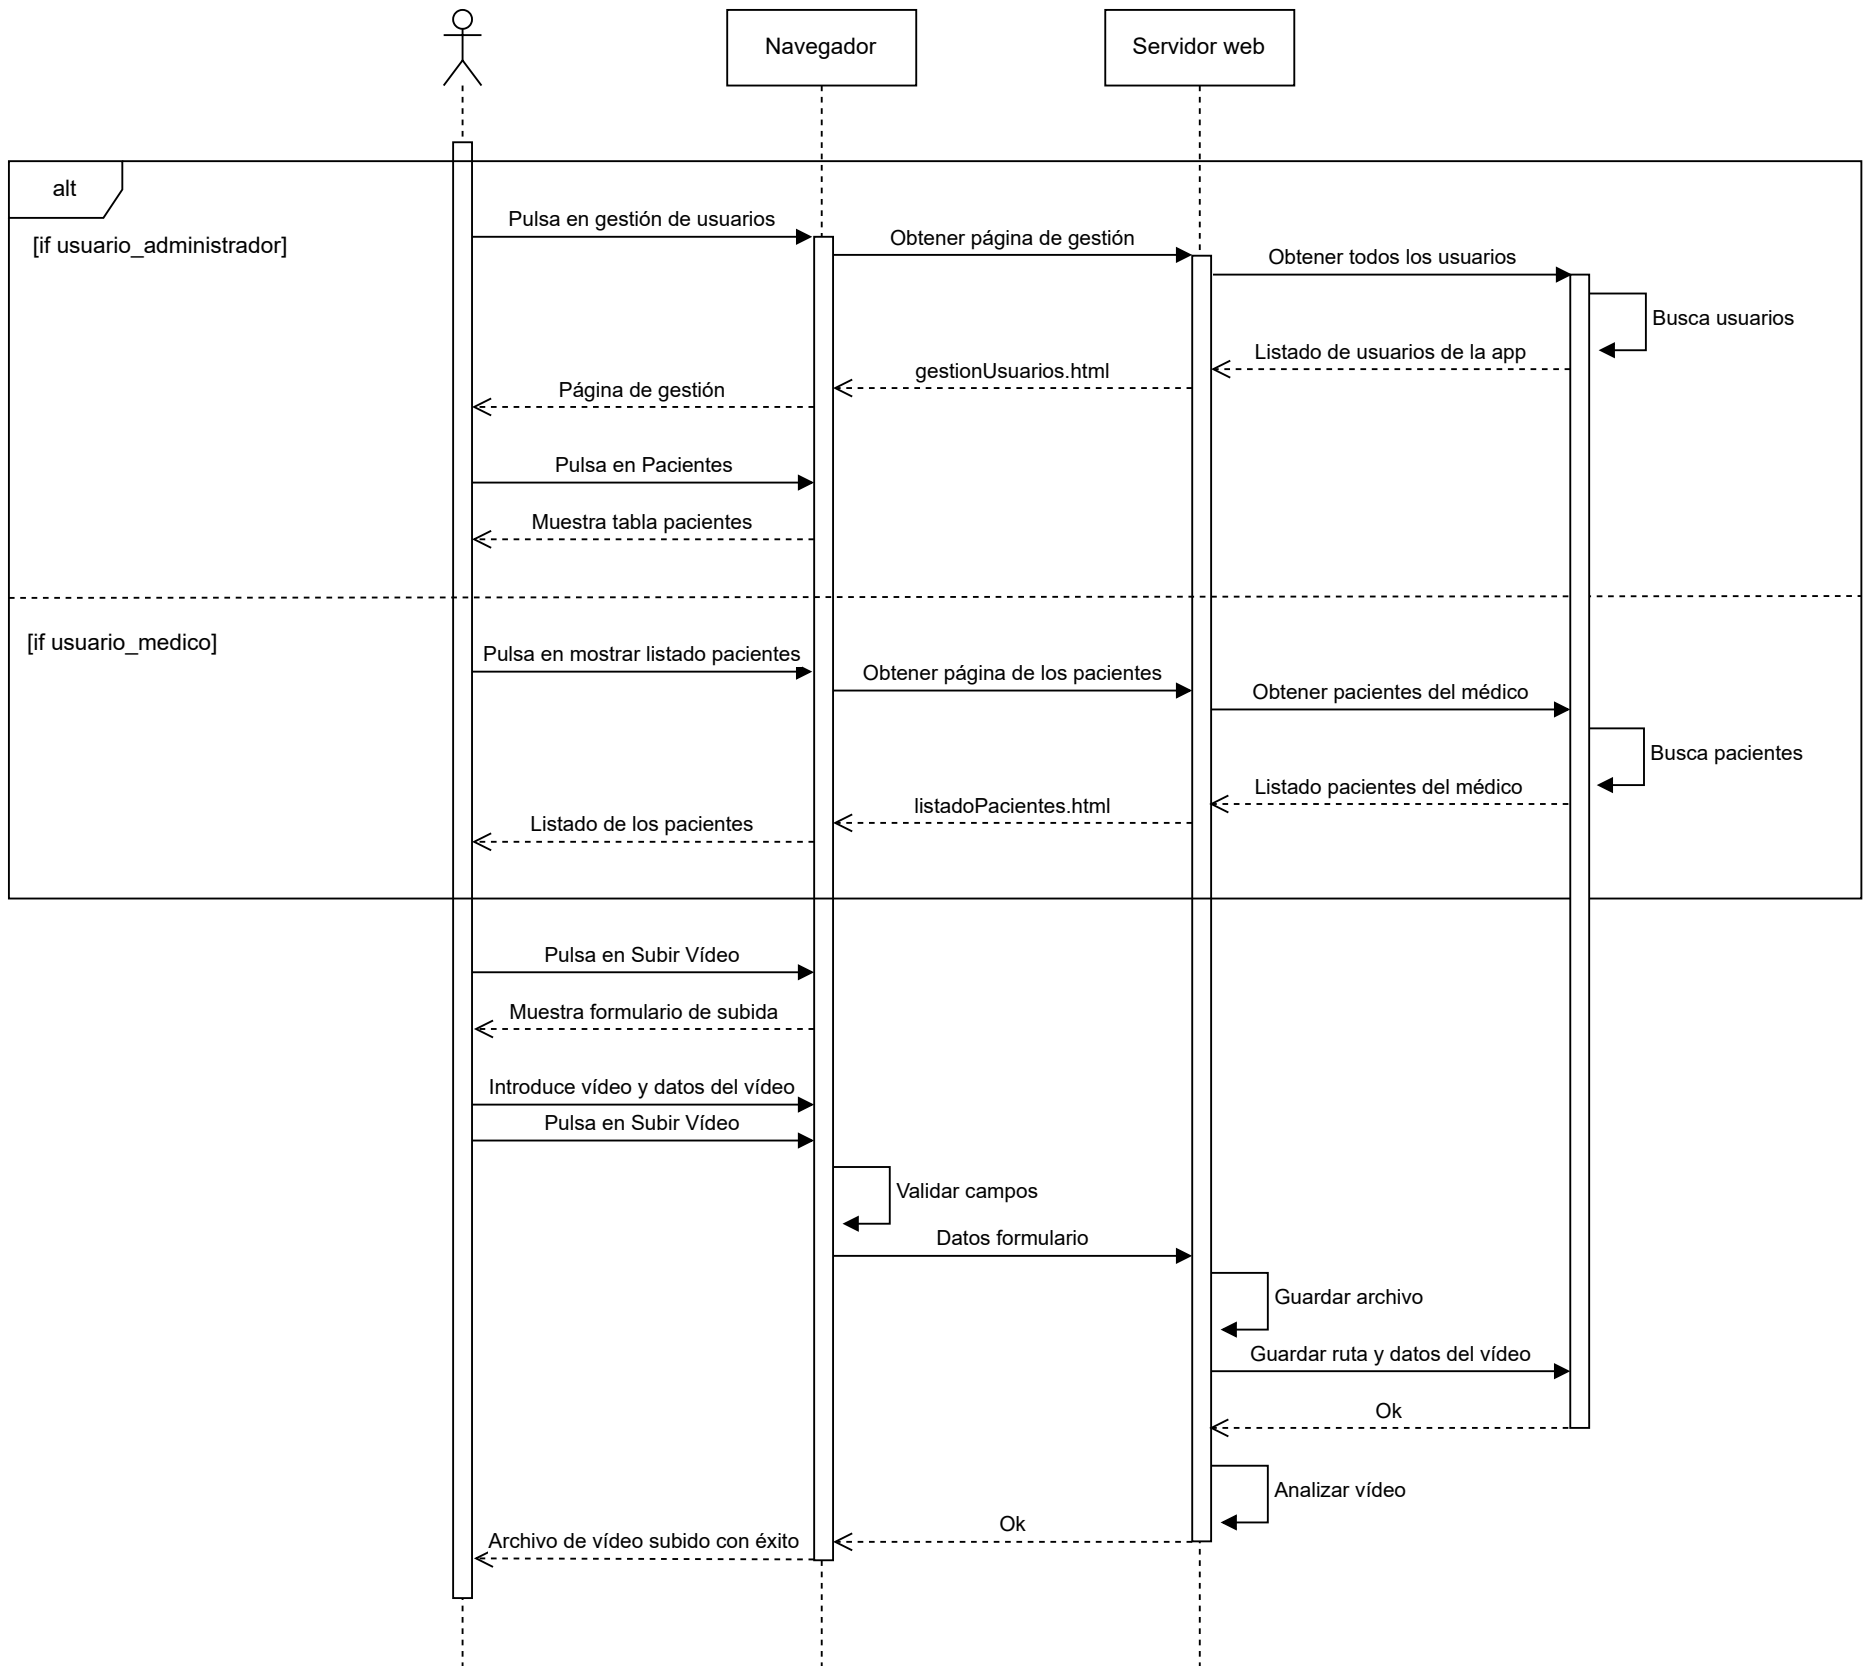 Navegador
Servidor web
alt
[if usuario_administrador]
Pulsa en gestión de usuarios
Obtener página de gestión
Obtener todos los usuarios
Busca usuarios
Listado de usuarios de la app
gestionUsuarios.html
Página de gestión
Pulsa en Pacientes
Muestra tabla pacientes
[if usuario_medico]
Pulsa en mostrar listado pacientes
Obtener página de los pacientes
Obtener pacientes del médico
Busca pacientes
Listado pacientes del médico
listadoPacientes.html
Listado de los pacientes
Pulsa en Subir Vídeo
Muestra formulario de subida
Introduce vídeo y datos del vídeo
Pulsa en Subir Vídeo
Validar campos
Datos formulario
Guardar archivo
Guardar ruta y datos del vídeo
Ok
Analizar vídeo
Ok
Archivo de vídeo subido con éxito